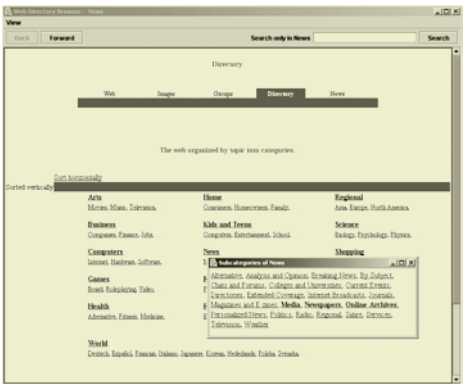 Web Directory Browser - News
View
Back Forward Search only in News Search
Directory
Web Images Groups Directory News
The web organized by topic into categories.
Sort horizontally
Sorted vertically
Arts Home Regional
Movies, Music, Television, Consumers, Homeowners, Family, Asia, Europe, North America,
Business Kids and Teens Science
Companies, Finance, Jobs, Computers, Entertainment, School, Biology, Psychology, Physics,
Computers News Shopping
Internet, Hardware, Software,
Games
Board, Roleplaying, Video,
Health
Alternative, Fitness, Medicine,
World
Deutsch, Español, Français, Italiano, Japanese, Korean, Nederlands, Polska, Svenska,
Subcategories of News
Alternative, Analysis and Opinion, Breaking News, By Subject,
Chats and Forums, Colleges and Universities, Current Events,
Directories, Extended Coverage, Internet Broadcasts, Journals,
Magazines and E-zines, Media, Newspapers, Online Archives,
Personalized News, Politics, Radio, Regional, Satire, Services,
Television, Weather